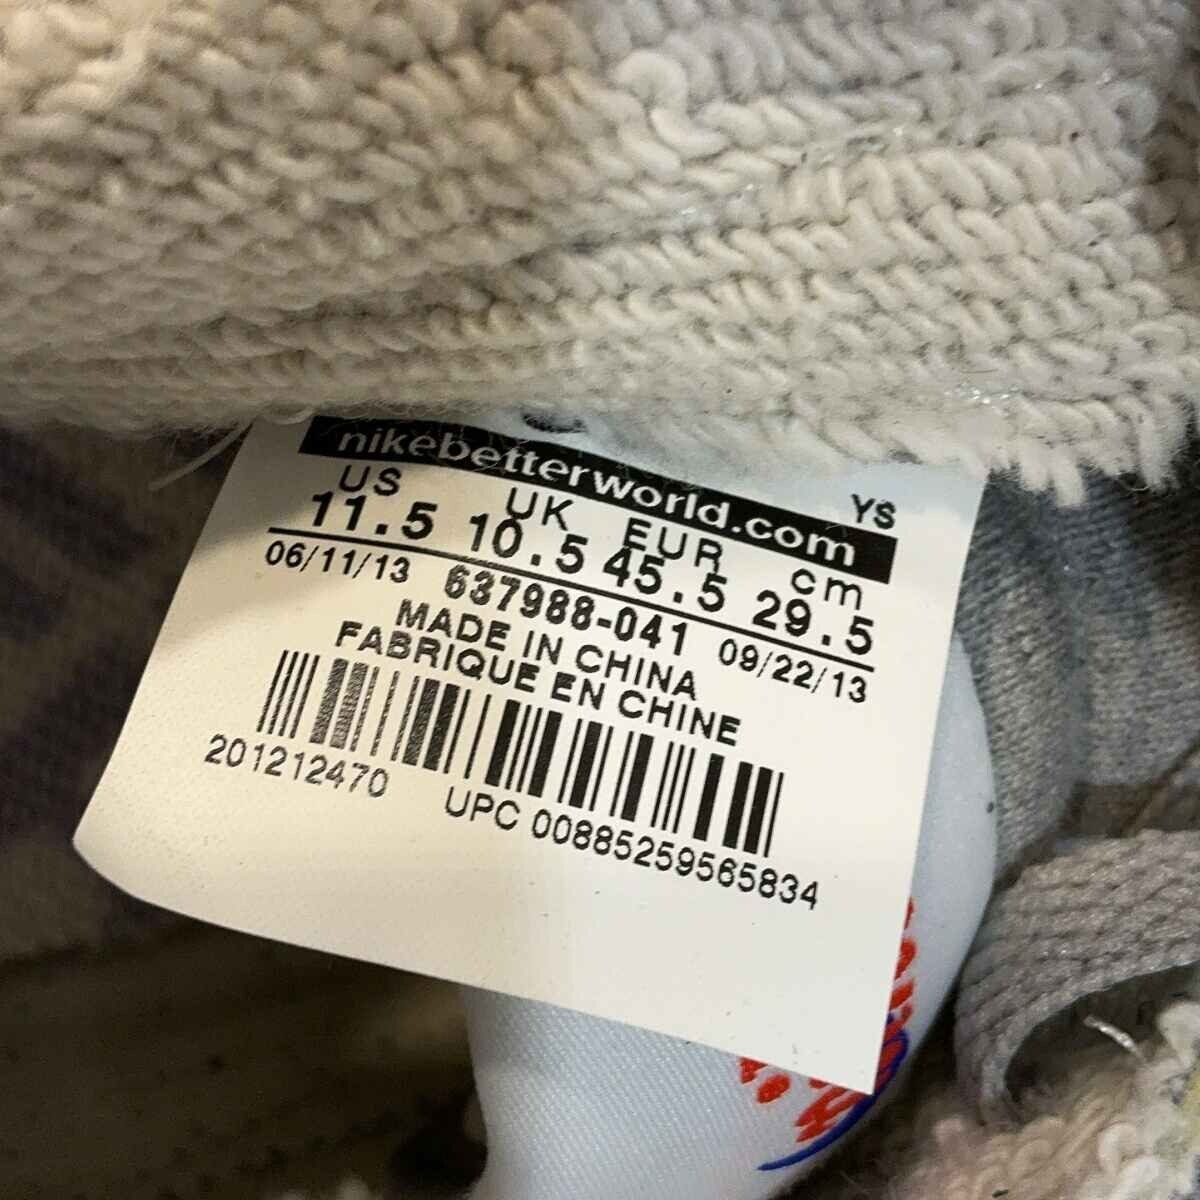 nikebetterworld.com
YS
US UK EUR cm
11.5 10.5 45.5 29.5
06/11/13 637988-041 09/22/13
MADE IN CHINA
FABRIQUE EN CHINE
201212470 UPC 00885259565834